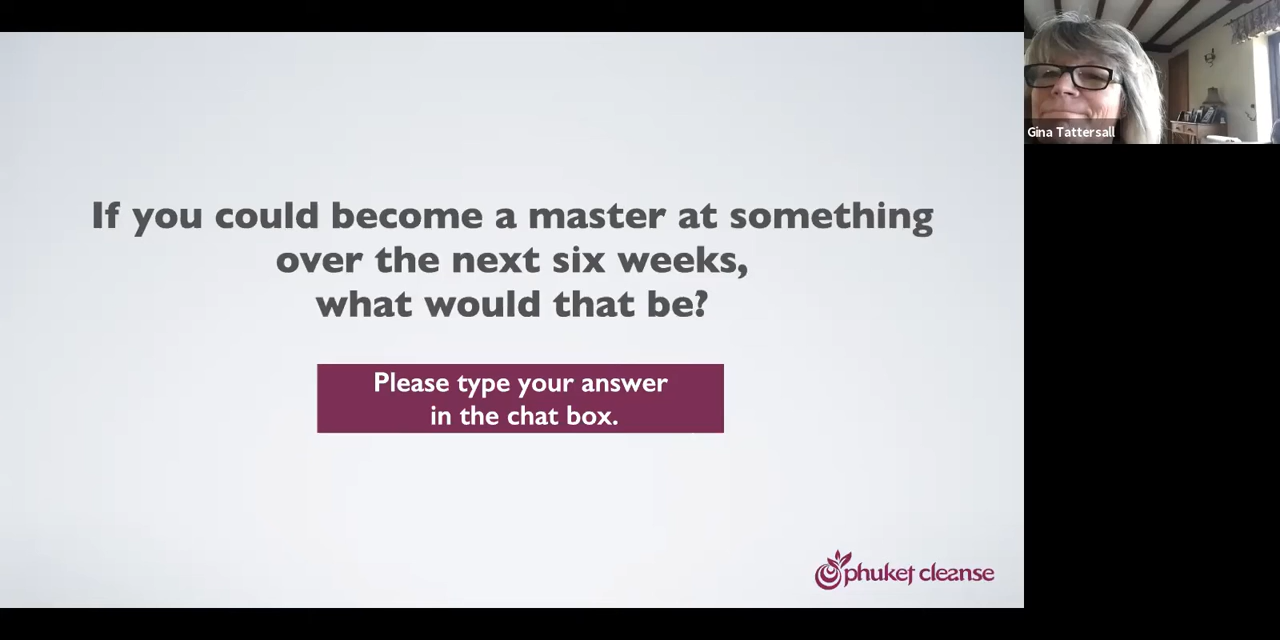 If you could become a master at something
over the next six weeks,
what would that be?
Please type your answer
in the chat box.
phuket cleanse
Gina Tattersall